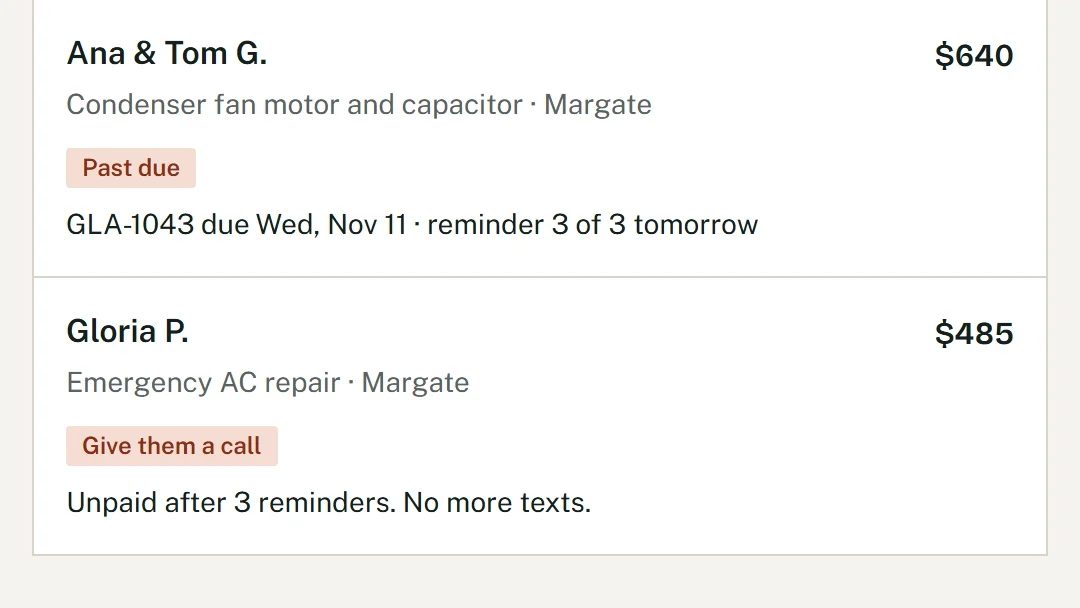 Ana & Tom G.
$640
Condenser fan motor and capacitor · Margate
Past due
GLA-1043 due Wed, Nov 11 · reminder 3 of 3 tomorrow
Gloria P.
$485
Emergency AC repair · Margate
Give them a call
Unpaid after 3 reminders. No more texts.